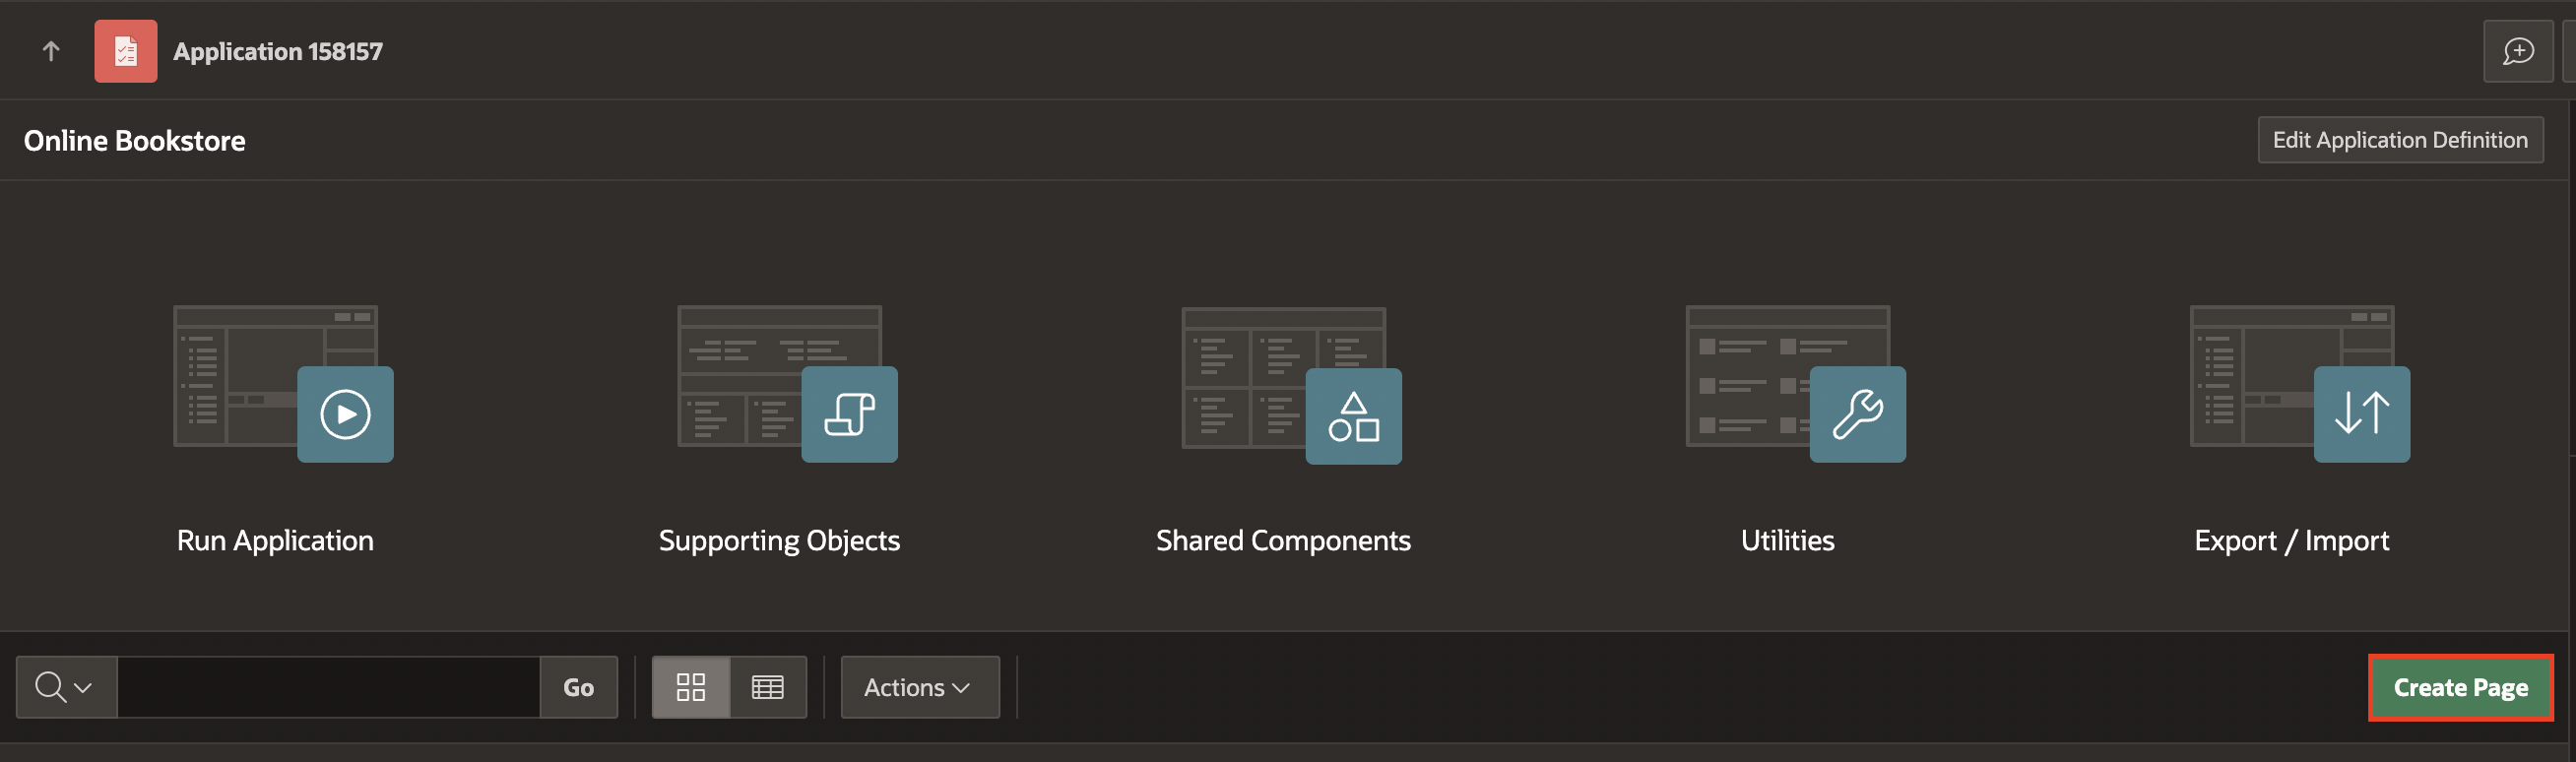 Application 158157
Online Bookstore
Edit Application Definition
Run Application
Supporting Objects
Shared Components
Utilities
Export / Import
Go
Actions
Create Page